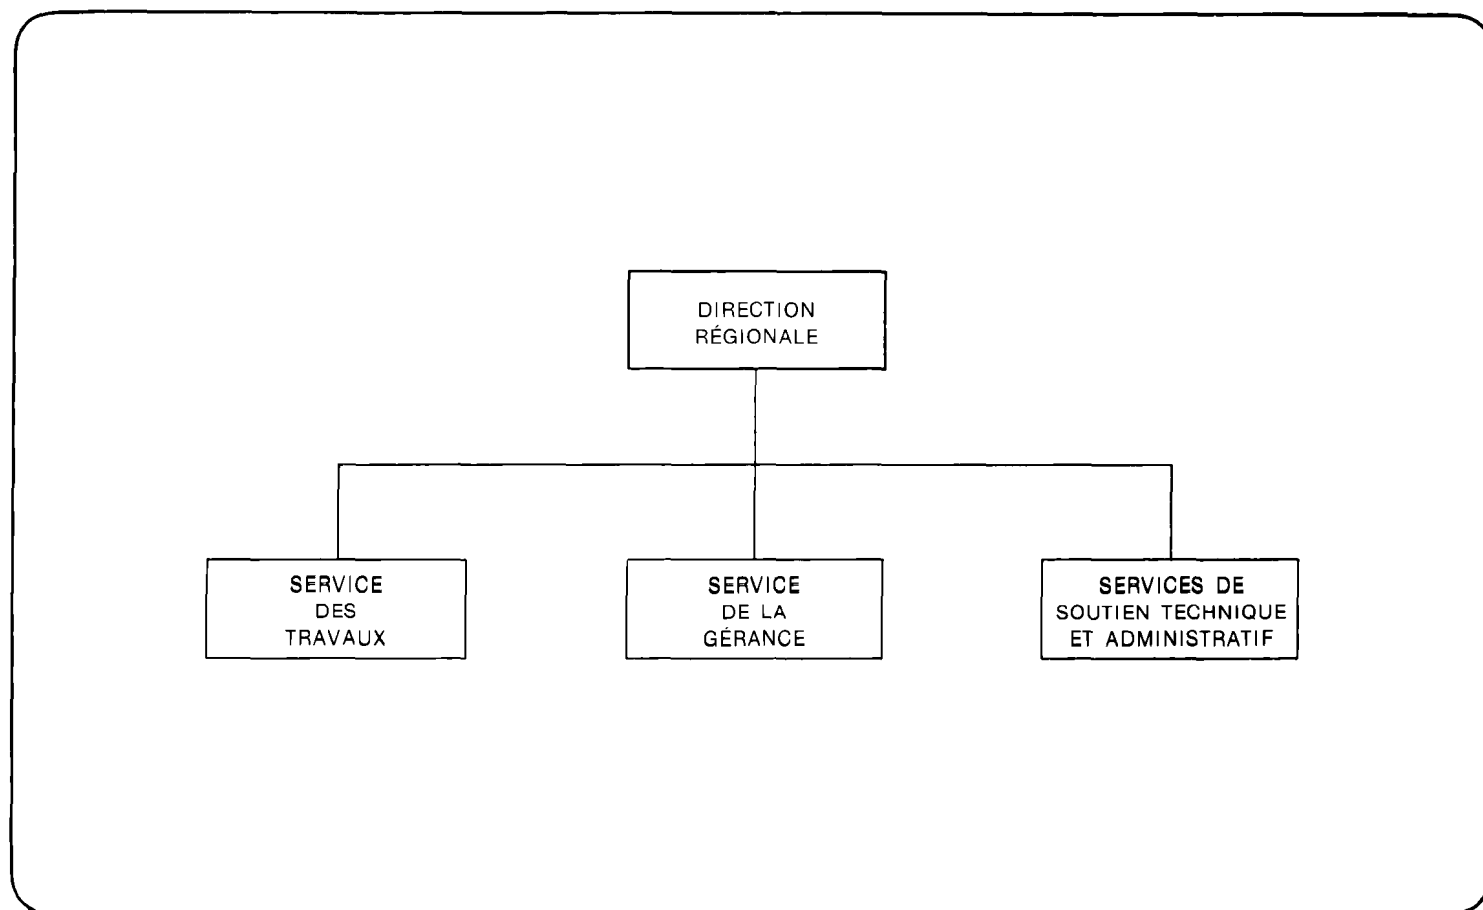 DIRECTION
RÉGIONALE
SERVICE
DES
TRAVAUX
SERVICE
DE LA
GÉRANCE
SERVICES DE
SOUTIEN TECHNIQUE
ET ADMINISTRATIF